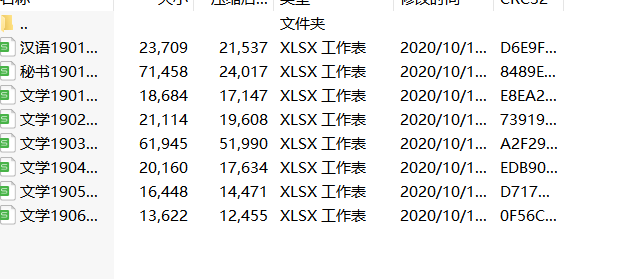 名称 大小 压缩后... 类型 修改时间 CRC32
.. 文件夹
汉语1901... 23,709 21,537 XLSX 工作表 2020/10/1... D6E9F...
秘书1901... 71,458 24,017 XLSX 工作表 2020/10/1... 8489E...
文学1901... 18,684 17,147 XLSX 工作表 2020/10/1... E8EA2...
文学1902... 21,114 19,608 XLSX 工作表 2020/10/1... 73919...
文学1903... 61,945 51,990 XLSX 工作表 2020/10/1... A2F29...
文学1904... 20,160 17,634 XLSX 工作表 2020/10/1... EDB90...
文学1905... 16,448 14,471 XLSX 工作表 2020/10/1... D717...
文学1906... 13,622 12,455 XLSX 工作表 2020/10/1... 0F56C...